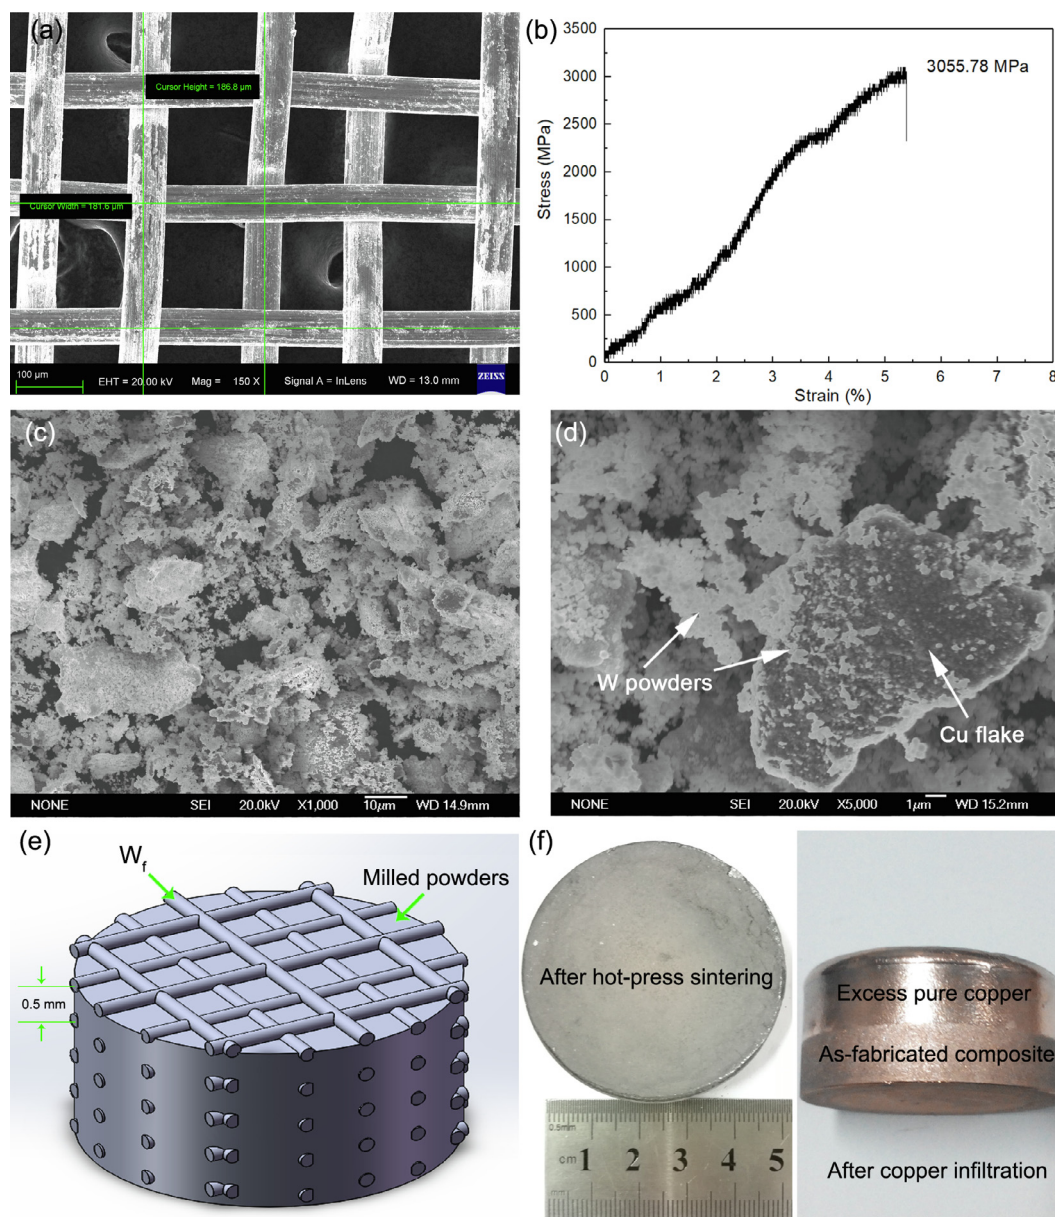 (a)
Cursor Height = 186.8 µm
Cursor Width = 181.6 µm
100 µm
EHT = 20.00 kV Mag = 150 X Signal A = InLens WD = 13.0 mm
ZEISS
(b)
3055.78 MPa
Stress (MPa)
3500
3000
2500
2000
1500
1000
500
0
0 1 2 3 4 5 6 7 8
Strain (%)
(c)
NONE SEI 20.0kV X1,000 10µm WD 14.9mm
(d)
W powders
Cu flake
NONE SEI 20.0kV X5,000 1µm WD 15.2mm
(e)
W_f
Milled powders
0.5 mm
(f)
After hot-press sintering
0.5mm
cm 1 2 3 4 5
Excess pure copper
As-fabricated composite
After copper infiltration